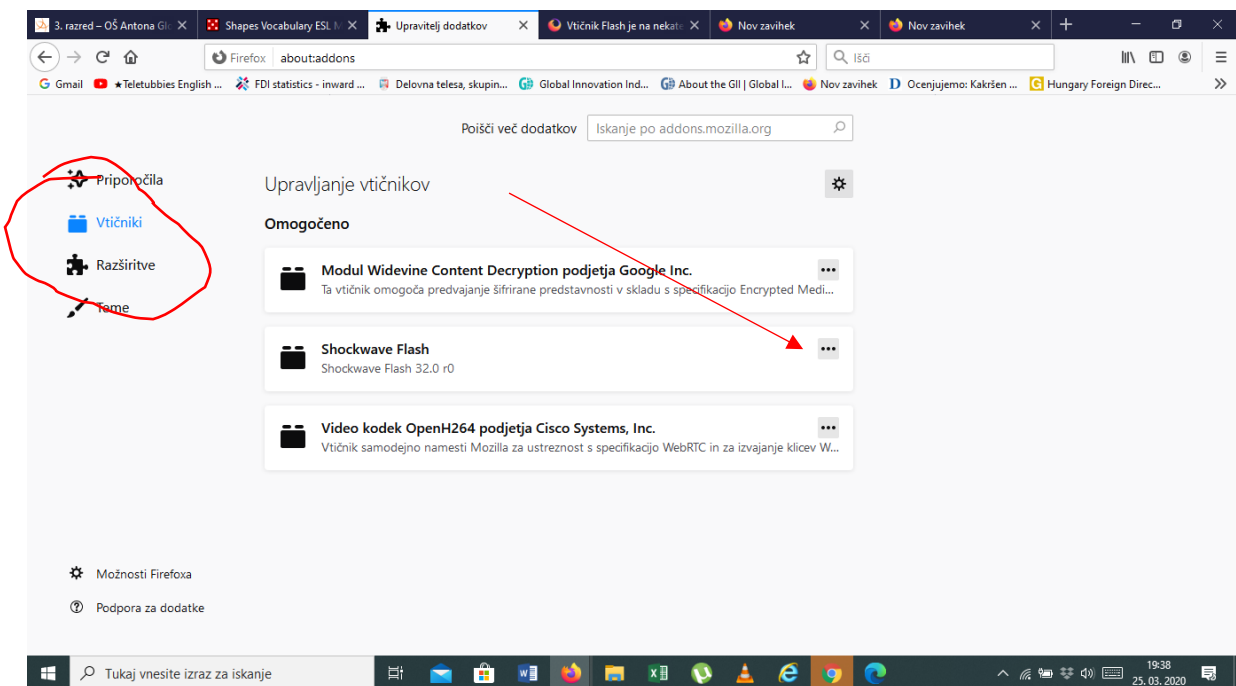 3. razred – OŠ Antona Glo
Shapes Vocabulary ESL M
Upravitelj dodatkov
Vtičnik Flash je na nekate
Nov zavihek
Nov zavihek
Firefox about:addons
Išči
Gmail
★Teletubbies English ...
FDI statistics - inward ...
Delovna telesa, skupin...
Global Innovation Ind...
About the GII | Global I...
Nov zavihek
Ocenjujemo: Kakršen ...
Hungary Foreign Direc...
Poišči več dodatkov
Iskanje po addons.mozilla.org
Priporočila
Vtičniki
Razširitve
Teme
Upravljanje vtičnikov
Omogočeno
Modul Widevine Content Decryption podjetja Google Inc.
Ta vtičnik omogoča predvajanje šifrirane predstavnosti v skladu s specifikacijo Encrypted Medi...
Shockwave Flash
Shockwave Flash 32.0 r0
Video kodek OpenH264 podjetja Cisco Systems, Inc.
Vtičnik samodejno namesti Mozilla za ustreznost s specifikacijo WebRTC in za izvajanje klicev W...
Možnosti Firefoxa
Podpora za dodatke
Tukaj vnesite izraz za iskanje
19:38
25. 03. 2020